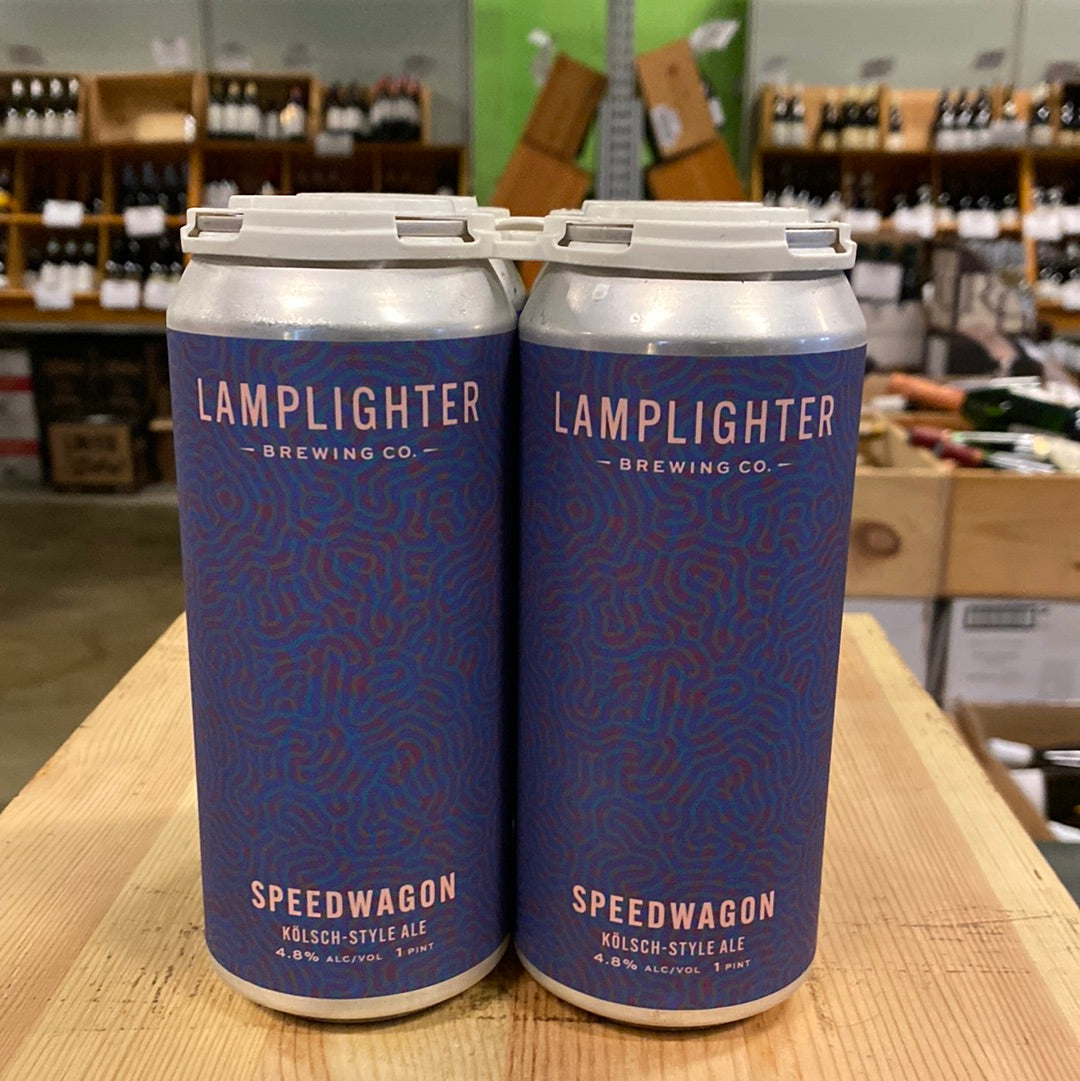 LAMPLIGHTER
– BREWING CO. –
SPEEDWAGON
KÖLSCH-STYLE ALE
4.8% ALC/VOL 1 PINT
LAMPLIGHTER
– BREWING CO. –
SPEEDWAGON
KÖLSCH-STYLE ALE
4.8% ALC/VOL 1 PINT